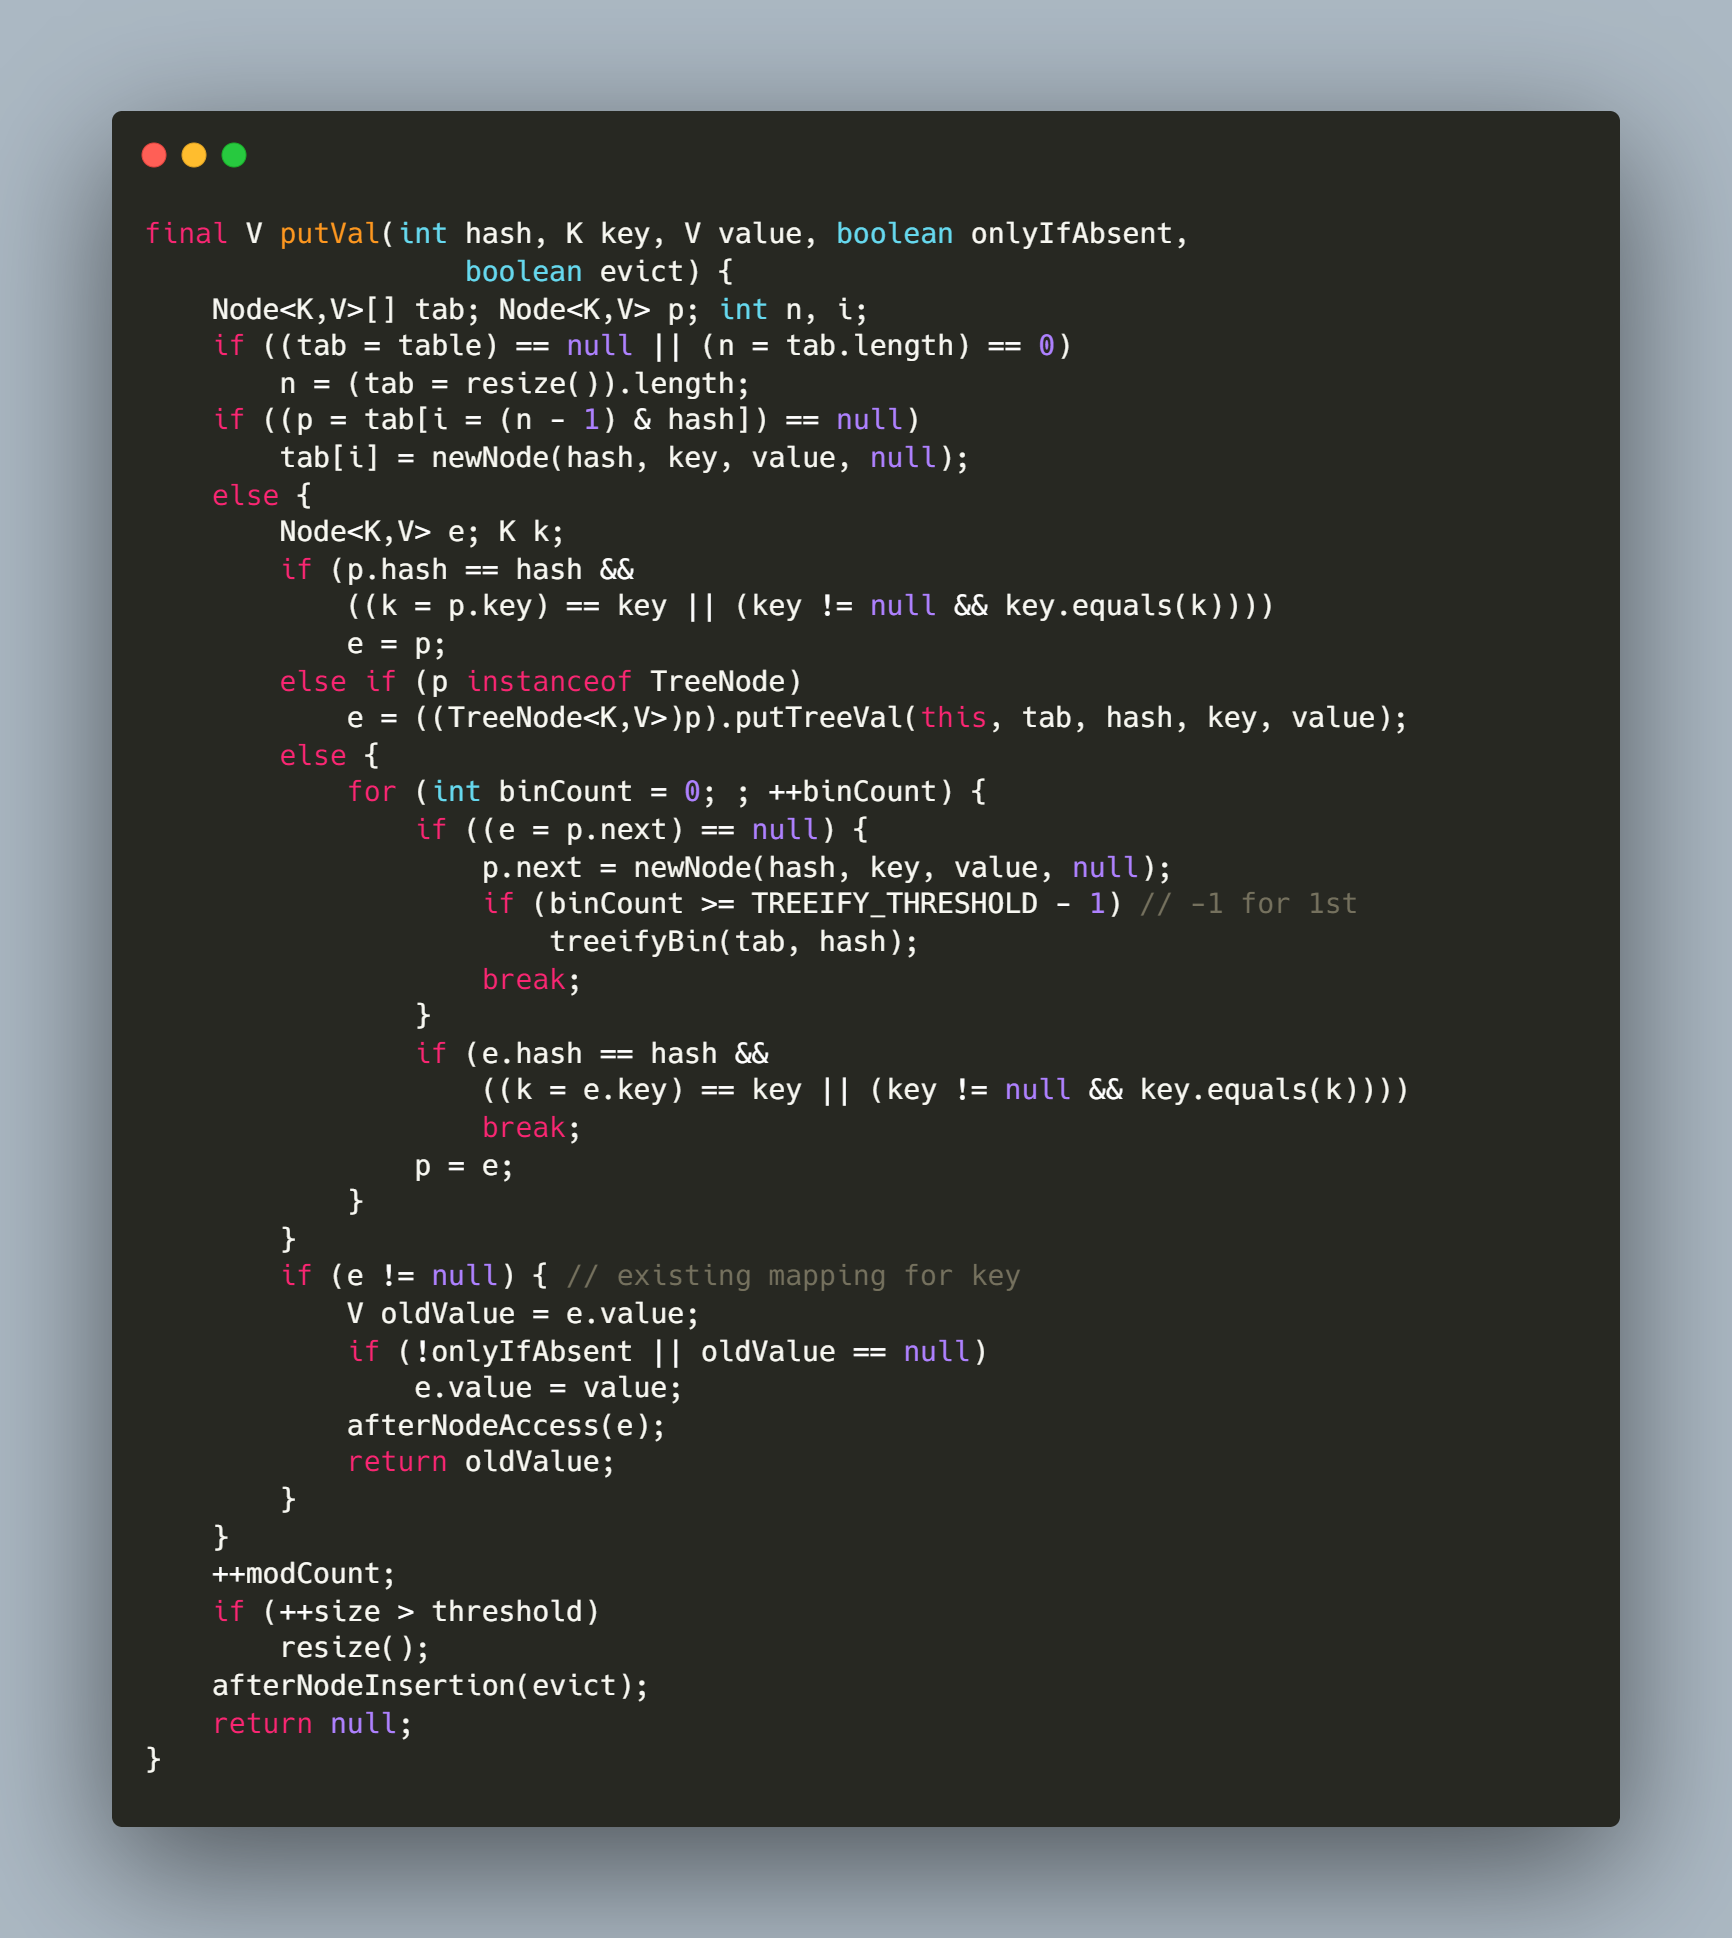 final V putVal(int hash, K key, V value, boolean onlyIfAbsent,
                   boolean evict) {
    Node<K,V>[] tab; Node<K,V> p; int n, i;
    if ((tab = table) == null || (n = tab.length) == 0)
        n = (tab = resize()).length;
    if ((p = tab[i = (n - 1) & hash]) == null)
        tab[i] = newNode(hash, key, value, null);
    else {
        Node<K,V> e; K k;
        if (p.hash == hash &&
            ((k = p.key) == key || (key != null && key.equals(k))))
            e = p;
        else if (p instanceof TreeNode)
            e = ((TreeNode<K,V>)p).putTreeVal(this, tab, hash, key, value);
        else {
            for (int binCount = 0; ; ++binCount) {
                if ((e = p.next) == null) {
                    p.next = newNode(hash, key, value, null);
                    if (binCount >= TREEIFY_THRESHOLD - 1) // -1 for 1st
                        treeifyBin(tab, hash);
                    break;
                }
                if (e.hash == hash &&
                    ((k = e.key) == key || (key != null && key.equals(k))))
                    break;
                p = e;
            }
        }
        if (e != null) { // existing mapping for key
            V oldValue = e.value;
            if (!onlyIfAbsent || oldValue == null)
                e.value = value;
            afterNodeAccess(e);
            return oldValue;
        }
    }
    ++modCount;
    if (++size > threshold)
        resize();
    afterNodeInsertion(evict);
    return null;
}